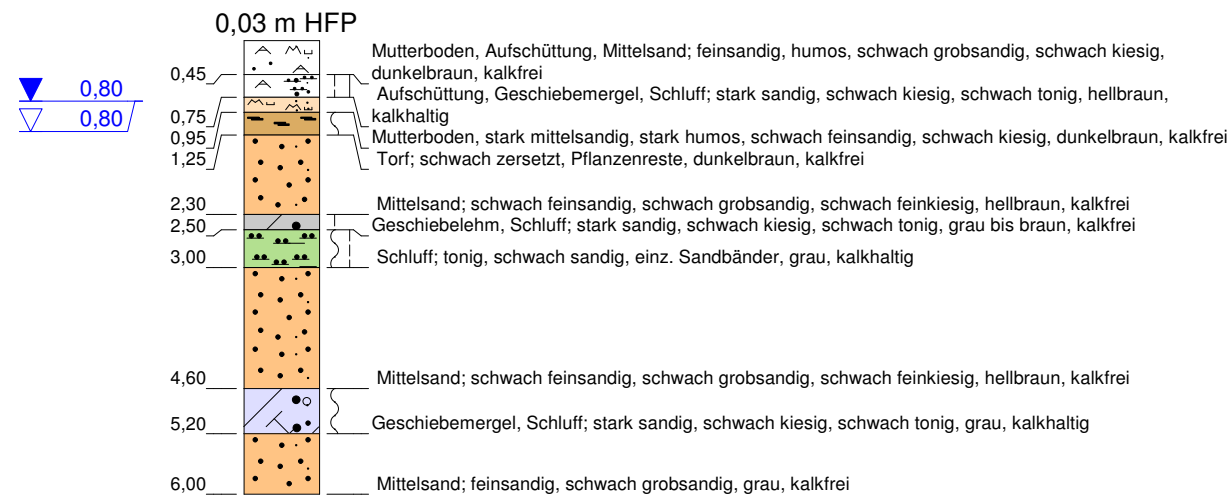 0,03 m HFP
Mutterboden, Aufschüttung, Mittelsand; feinsandig, humos, schwach grobsandig, schwach kiesig,
0,45
dunkelbraun, kalkfrei
0,80
Aufschüttung, Geschiebemergel, Schluff; stark sandig, schwach kiesig, schwach tonig, hellbraun,
0,80
0,75
kalkhaltig
0,95
Mutterboden, stark mittelsandig, stark humos, schwach feinsandig, schwach kiesig, dunkelbraun, kalkfrei
1,25
Torf; schwach zersetzt, Pflanzenreste, dunkelbraun, kalkfrei
2,30
Mittelsand; schwach feinsandig, schwach grobsandig, schwach feinkiesig, hellbraun, kalkfrei
2,50
Geschiebelehm, Schluff; stark sandig, schwach kiesig, schwach tonig, grau bis braun, kalkfrei
3,00
Schluff; tonig, schwach sandig, einz. Sandbänder, grau, kalkhaltig
4,60
Mittelsand; schwach feinsandig, schwach grobsandig, schwach feinkiesig, hellbraun, kalkfrei
5,20
Geschiebemergel, Schluff; stark sandig, schwach kiesig, schwach tonig, grau, kalkhaltig
6,00
Mittelsand; feinsandig, schwach grobsandig, grau, kalkfrei